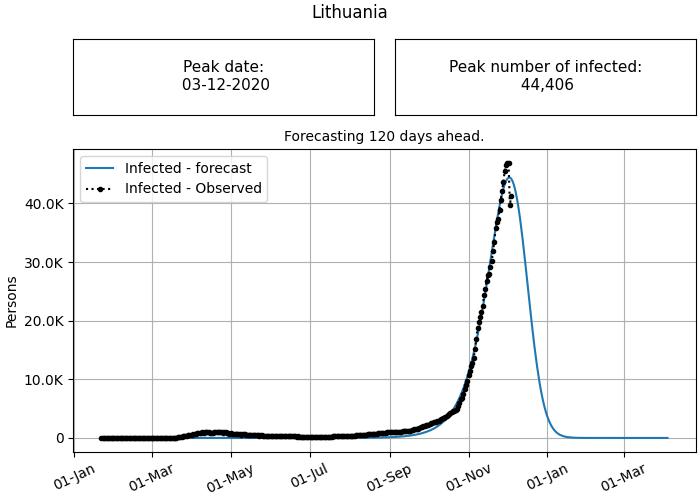 Lithuania
Peak date:
03-12-2020
Peak number of infected:
44,406
Forecasting 120 days ahead.
Infected - forecast
Infected - Observed
Persons
40.0K
30.0K
20.0K
10.0K
0
01-Jan
01-Mar
01-May
01-Jul
01-Sep
01-Nov
01-Jan
01-Mar